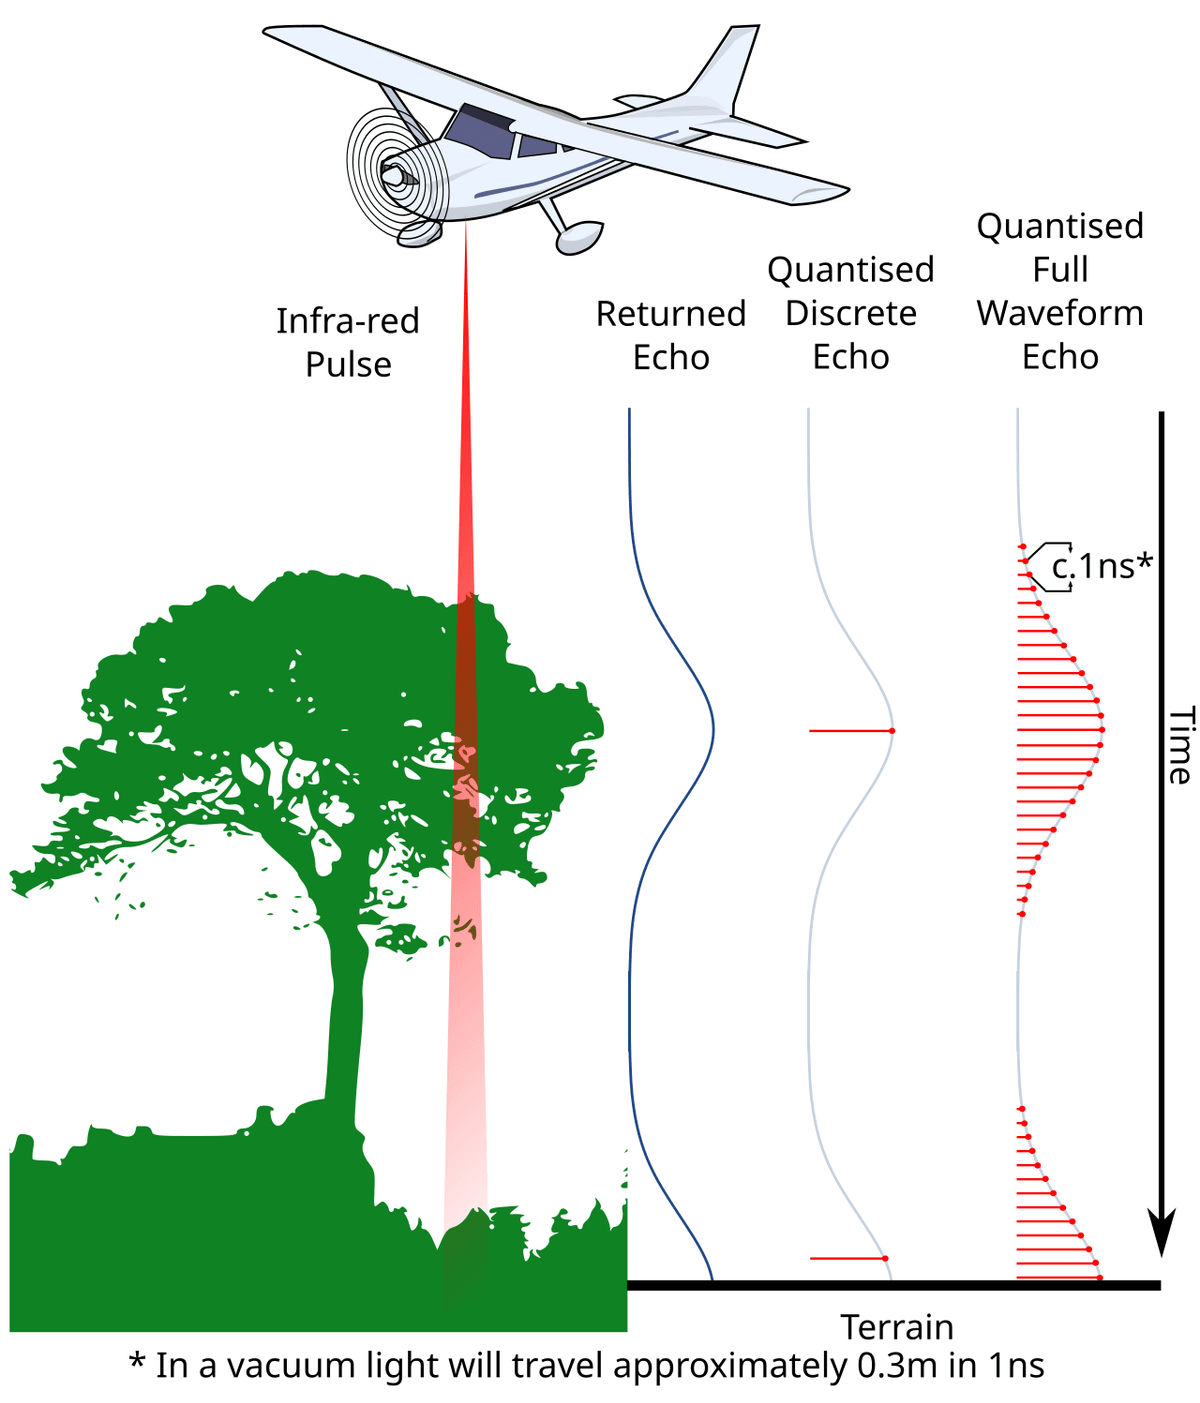 Infra-red
Pulse
Returned
Echo
Quantised
Discrete
Echo
Quantised
Full
Waveform
Echo
c.1ns*
Time
Terrain
* In a vacuum light will travel approximately 0.3m in 1ns